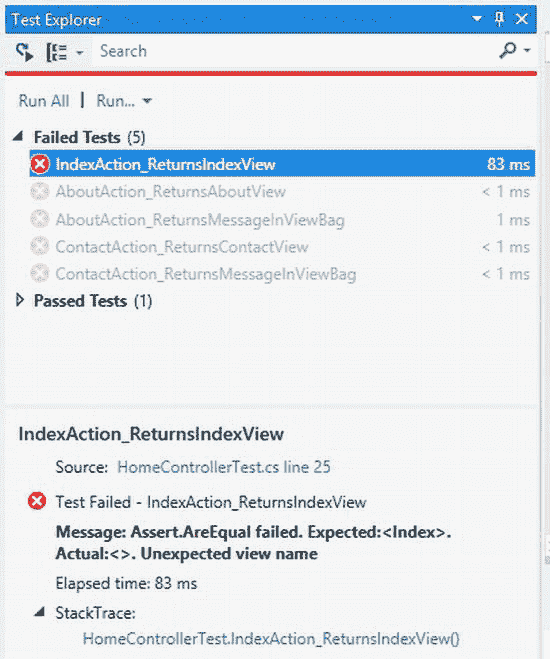 Test Explorer
Search
Run All | Run...
Failed Tests (5)
IndexAction_ReturnsIndexView 83 ms
AboutAction_ReturnsAboutView < 1 ms
AboutAction_ReturnsMessageInViewBag 1 ms
ContactAction_ReturnsContactView < 1 ms
ContactAction_ReturnsMessageInViewBag < 1 ms
Passed Tests (1)
IndexAction_ReturnsIndexView
Source: HomeControllerTest.cs line 25
Test Failed - IndexAction_ReturnsIndexView
Message: Assert.AreEqual failed. Expected:<Index>.
Actual:<>. Unexpected view name
Elapsed time: 83 ms
StackTrace:
HomeControllerTest.IndexAction_ReturnsIndexView()